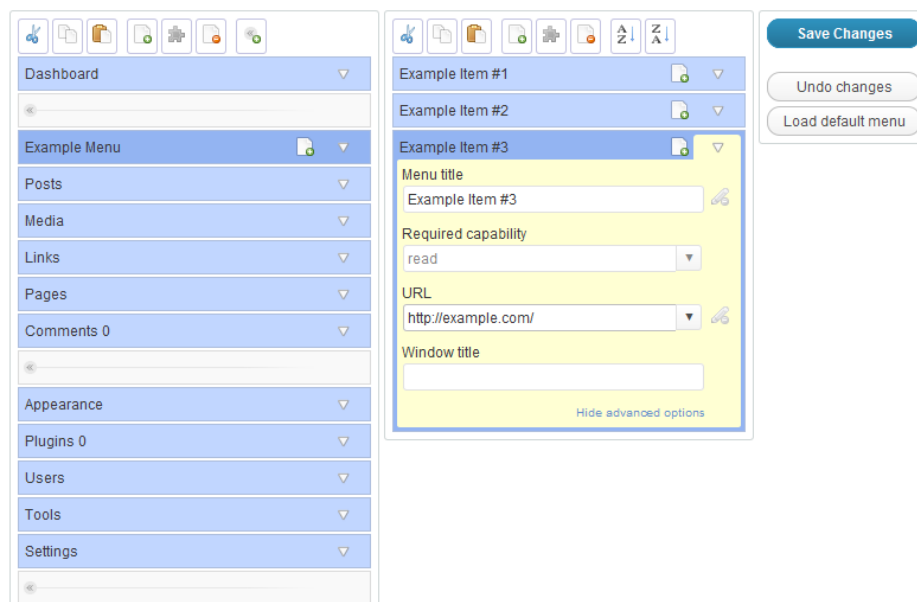 Dashboard
Example Menu
Posts
Media
Links
Pages
Comments 0
Appearance
Plugins 0
Users
Tools
Settings
A
Z
Z
A
Example Item #1
Example Item #2
Example Item #3
Menu title
Example Item #3
Required capability
read
URL
http://example.com/
Window title
Hide advanced options
Save Changes
Undo changes
Load default menu